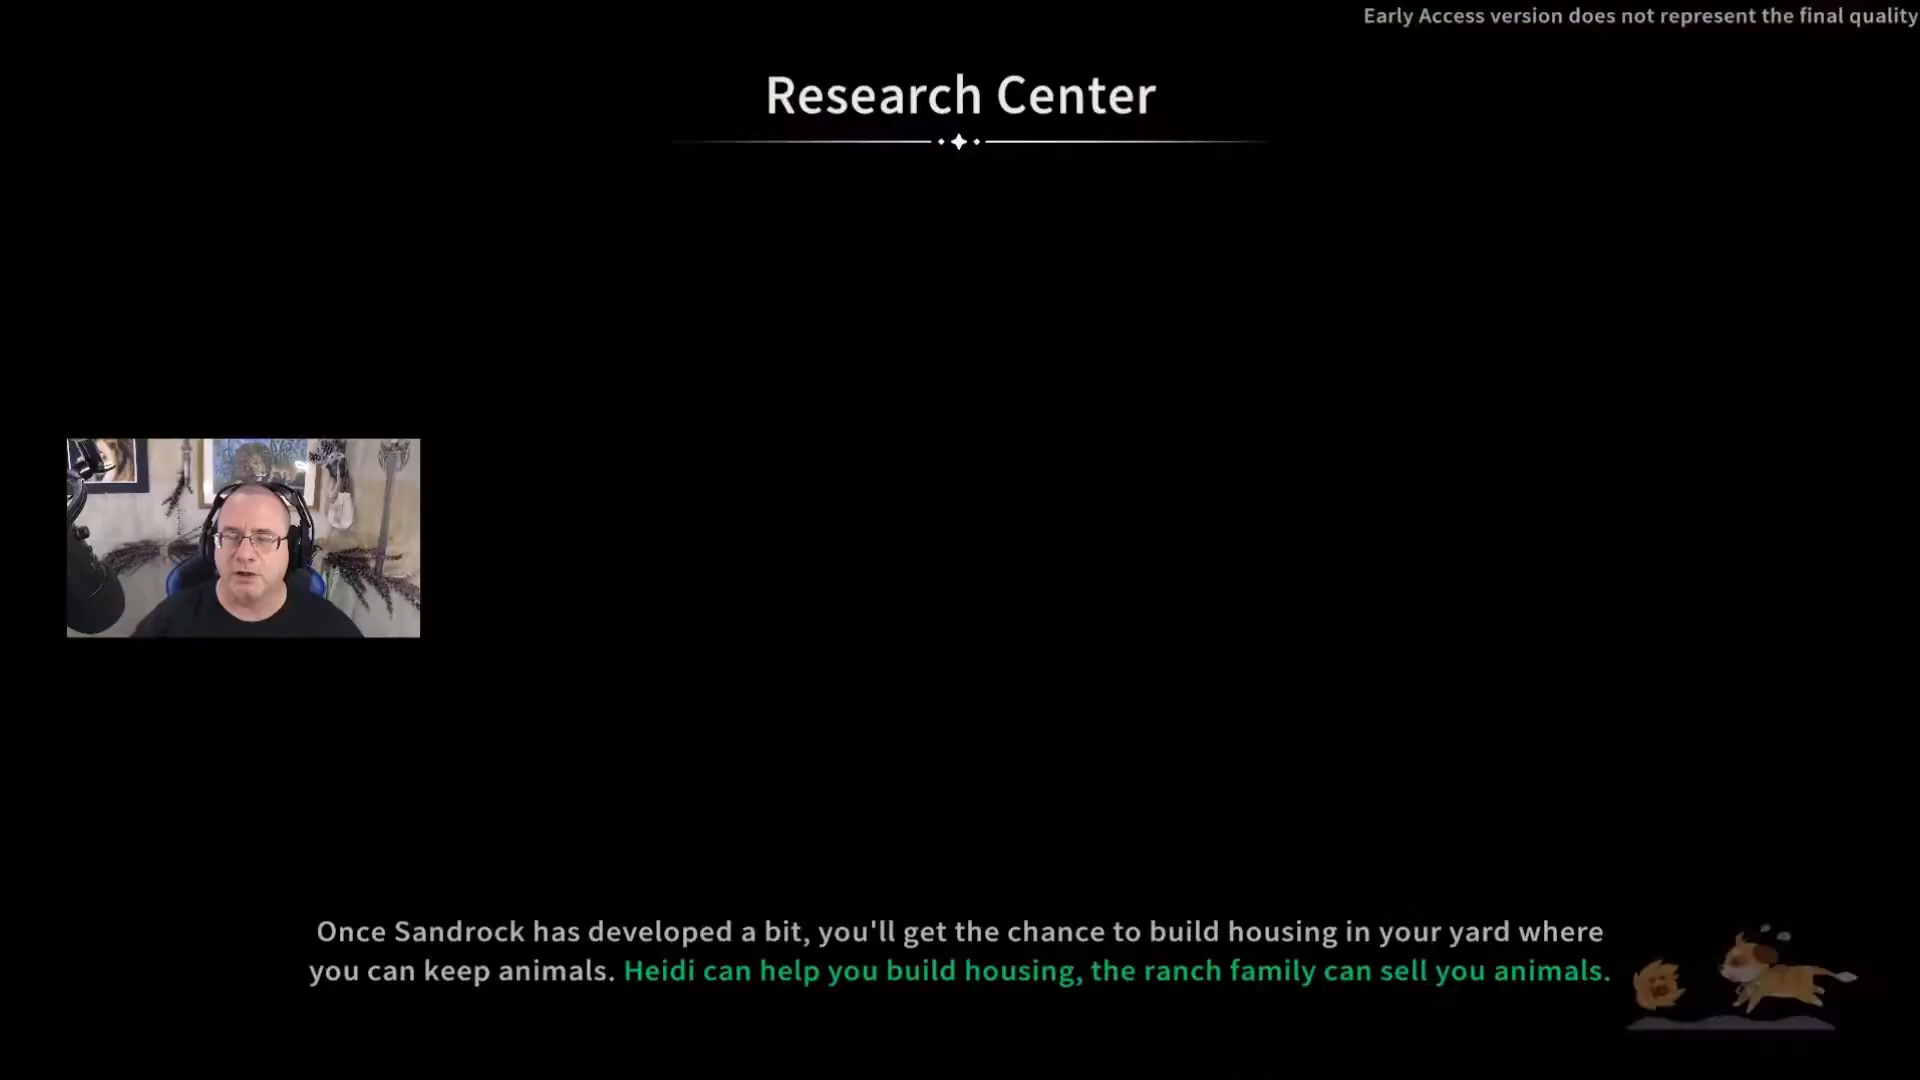 Early Access version does not represent the final quality
Research Center
Once Sandrock has developed a bit, you'll get the chance to build housing in your yard where
you can keep animals. Heidi can help you build housing, the ranch family can sell you animals.